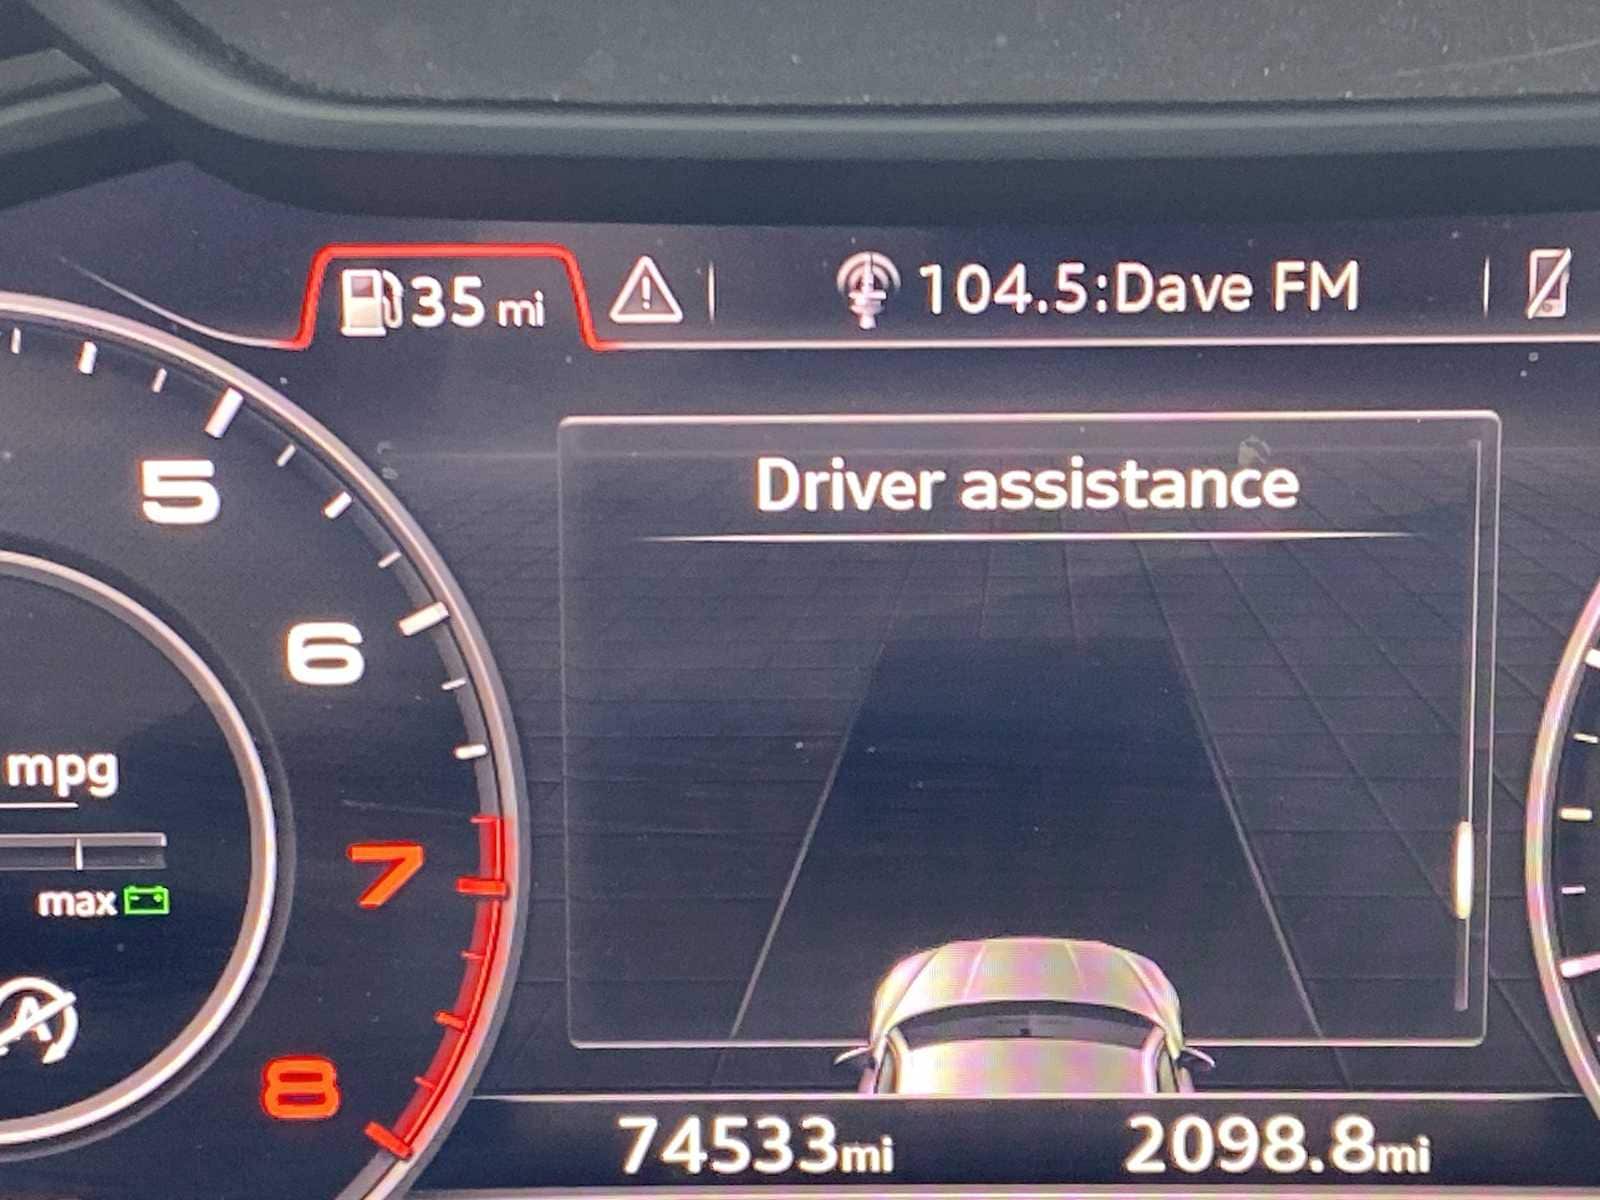 35 mi
104.5:Dave FM
Driver assistance
5
6
mpg
7
max
A
8
74533mi
2098.8mi